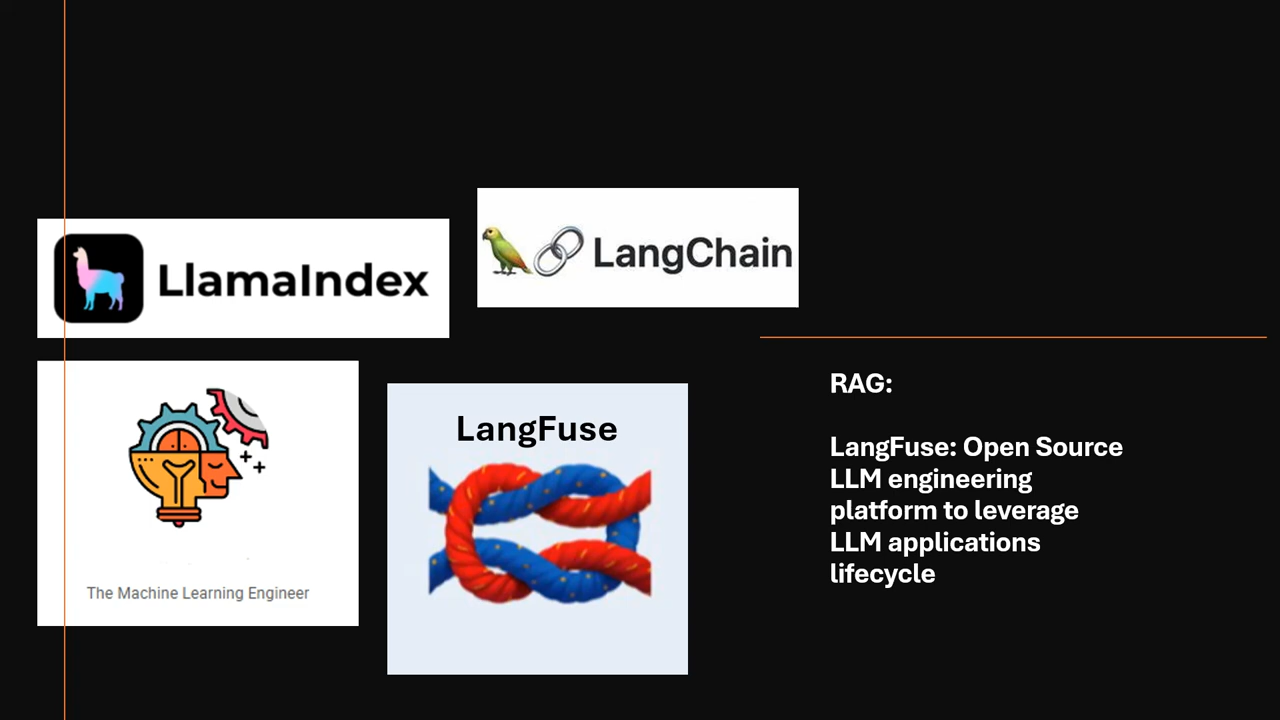 LlamaIndex
LangChain
The Machine Learning Engineer
LangFuse
RAG:
LangFuse: Open Source
LLM engineering
platform to leverage
LLM applications
lifecycle